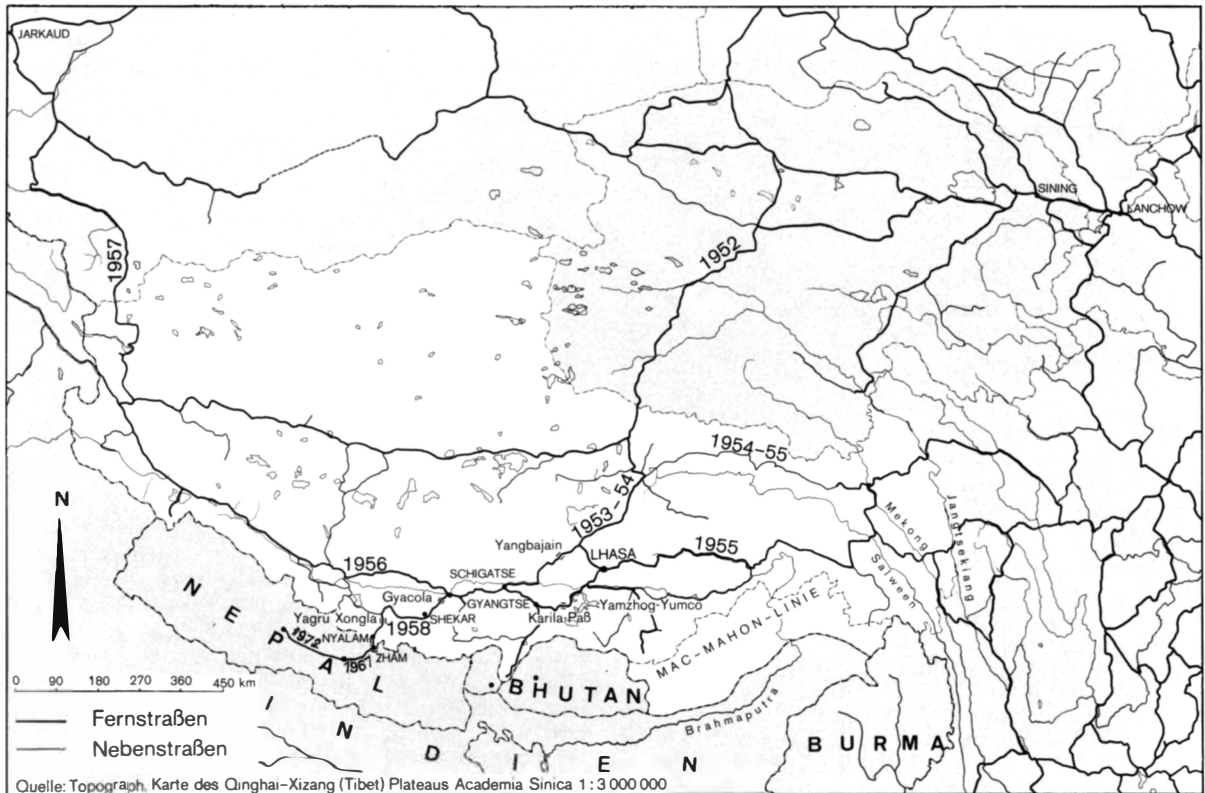 JARKAUD
SINING
LANCHOW
1957
1952
1954-55
Mekong
Jangtsekiang
Salween
1953-54
N
Yangbajain
LHASA
1955
1956
SCHIGATSE
Gyacola
GYANGTSE
Yamzhog-Yumco
Yagru Xongla
SHEKAR
Karila-Paß
1958
MAC-MAHON-LINIE
1972
NYALAM
ZHAM
1961
NEPAL
0 90 180 270 360 450 km
BHUTAN
Brahmaputra
Fernstraßen
Nebenstraßen
BURMA
INDIEN
Quelle: Topograph. Karte des Qinghai-Xizang (Tibet) Plateaus Academia Sinica 1:3 000 000